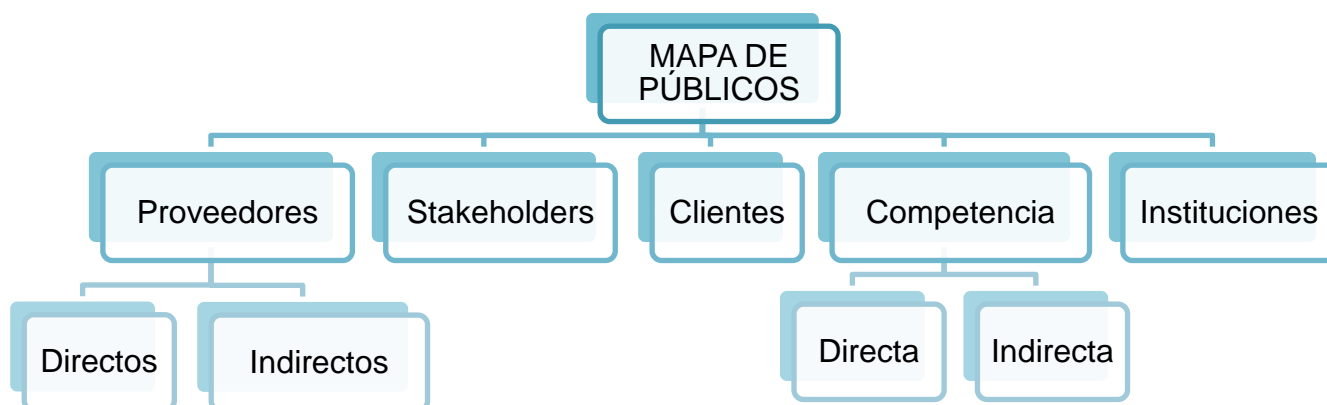 MAPA DE
PÚBLICOS
Proveedores
Stakeholders
Clientes
Competencia
Instituciones
Directos
Indirectos
Directa
Indirecta